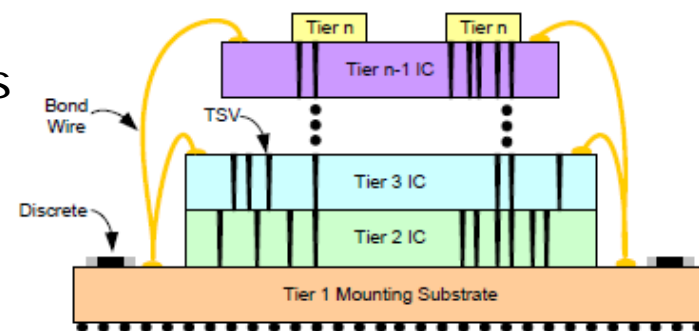 Tier n
Tier n
Tier n-1 IC
s
Bond
Wire
TSV
Tier 3 IC
Discrete
Tier 2 IC
Tier 1 Mounting Substrate